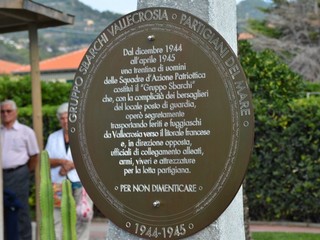 GRUPPO SBARCHI VALLECROSIA - PARTIGIANI DEL MARE
Dal dicembre 1944
all'aprile 1945
una trentina di uomini
delle Squadre d'Azione Patriottica
costituì il "Gruppo Sbarchi"
che, con la complicità dei bersaglieri
del locale posto di guardia,
operò segretamente
trasportando feriti e fuggiaschi
da Vallecrosia verso il litorale francese
e, in direzione opposta,
ufficiali di collegamento alleati,
armi, viveri e attrezzature
per la lotta partigiana.
- PER NON DIMENTICARE -
- 1944-1945 -